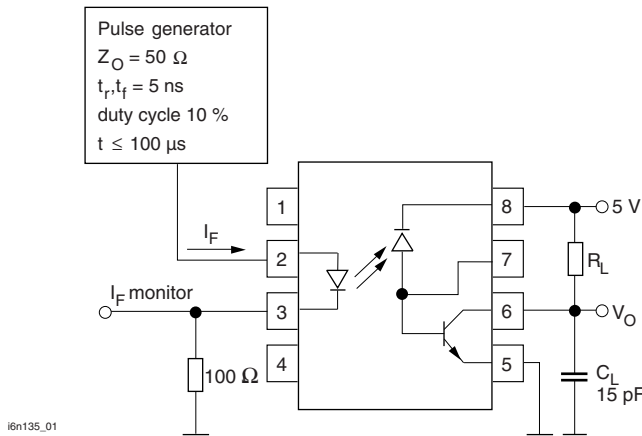 Pulse generator
Z_O = 50 Ω
t_r,t_f = 5 ns
duty cycle 10 %
t ≤ 100 µs
I_F
1
2
3
4
8
7
6
5
5 V
R_L
V_O
I_F monitor
100 Ω
C_L
15 pF
i6n135_01